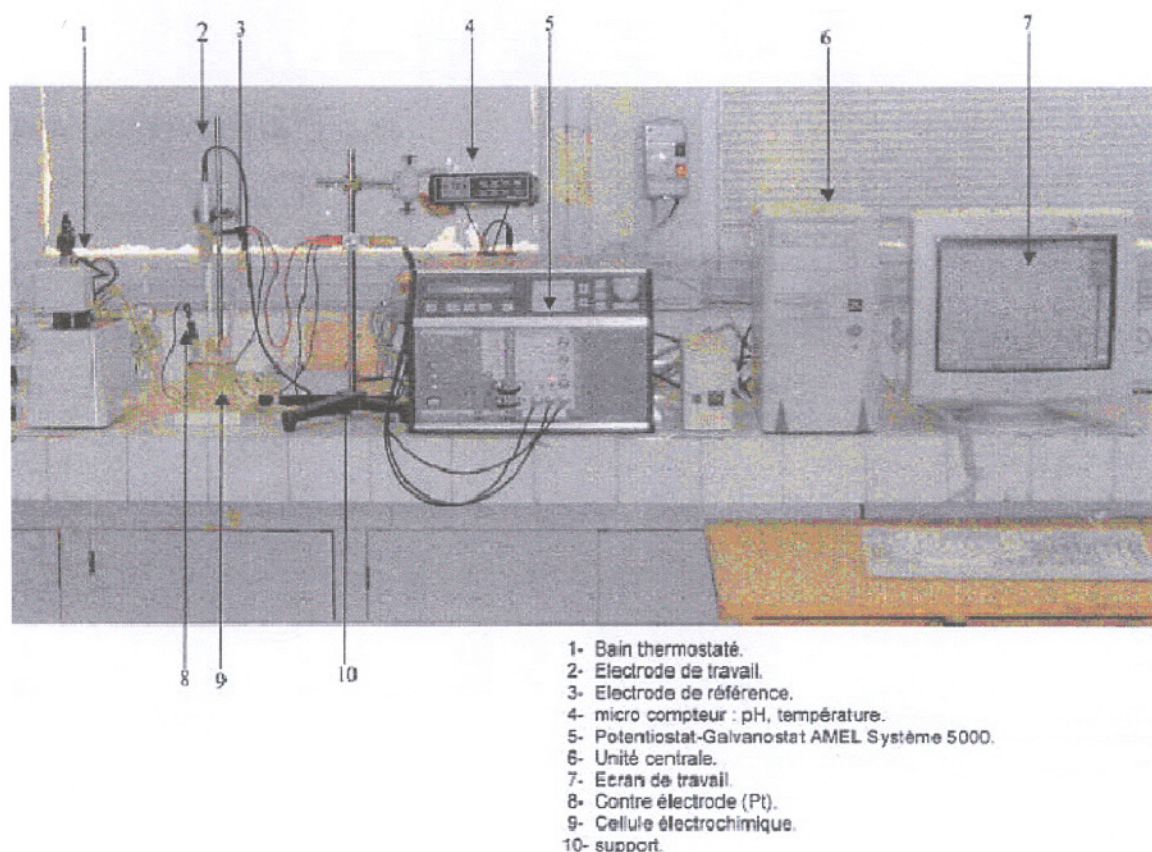 1 2 3 4 5 6 7
8 9 10
1- Bain thermostaté.
2- Electrode de travail.
3- Electrode de référence.
4- micro compteur : pH, température.
5- Potentiostat-Galvanostat AMEL Système 5000.
6- Unité centrale.
7- Ecran de travail.
8- Contre électrode (Pt).
9- Cellule électrochimique.
10- support.